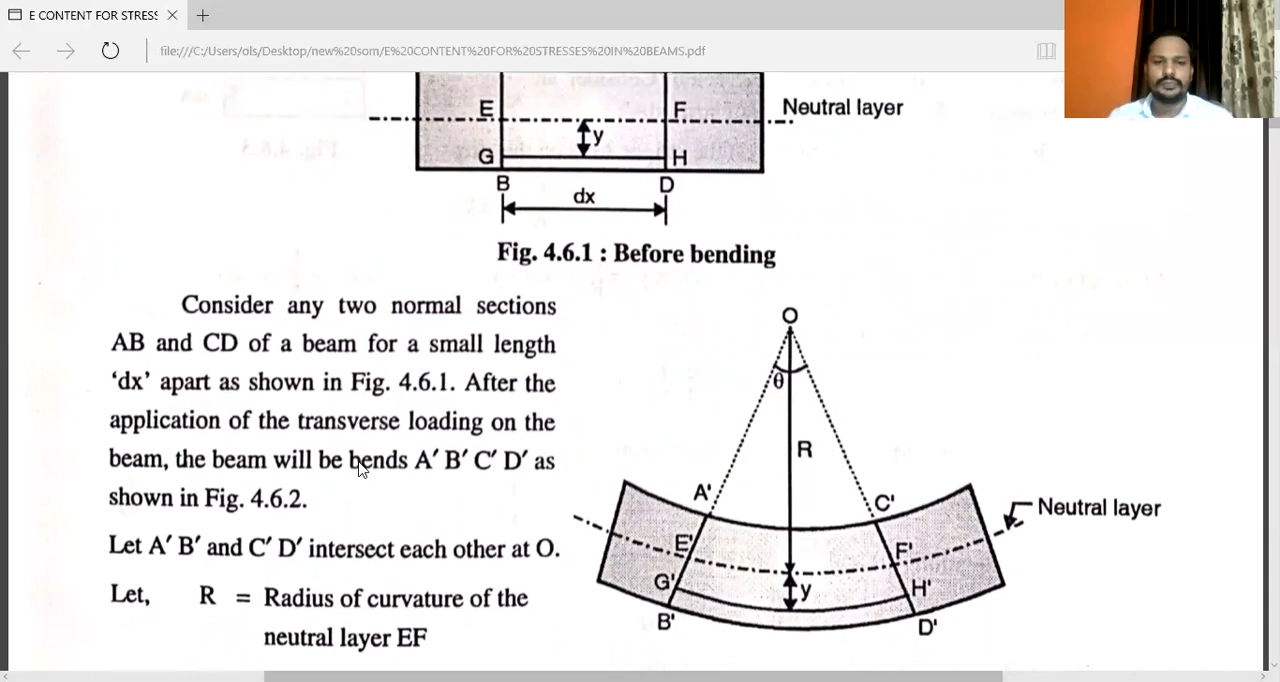 E CONTENT FOR STRESS
file:///C:/Users/ols/Desktop/new%20som/E%20CONTENT%20FOR%20STRESSES%20IN%20BEAMS.pdf
E F Neutral layer
y
G H
B D
dx
Fig. 4.6.1 : Before bending
Consider any two normal sections
AB and CD of a beam for a small length
‘dx’ apart as shown in Fig. 4.6.1. After the
application of the transverse loading on the
beam, the beam will be bends A′ B′ C′ D′ as
shown in Fig. 4.6.2.
Let A′ B′ and C′ D′ intersect each other at O.
Let, R = Radius of curvature of the
neutral layer EF
O
θ
R
A' C'
Neutral layer
E' F'
G' y H'
B' D'